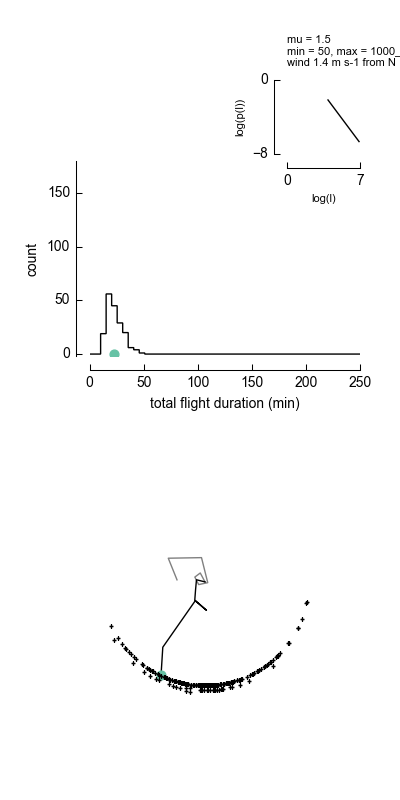 mu = 1.5
min = 50, max = 1000_
wind 1.4 m s-1 from N
0
log(p(l))
−8
0 7
log(l)
150
100
count
50
0
0 50 100 150 200 250
total flight duration (min)